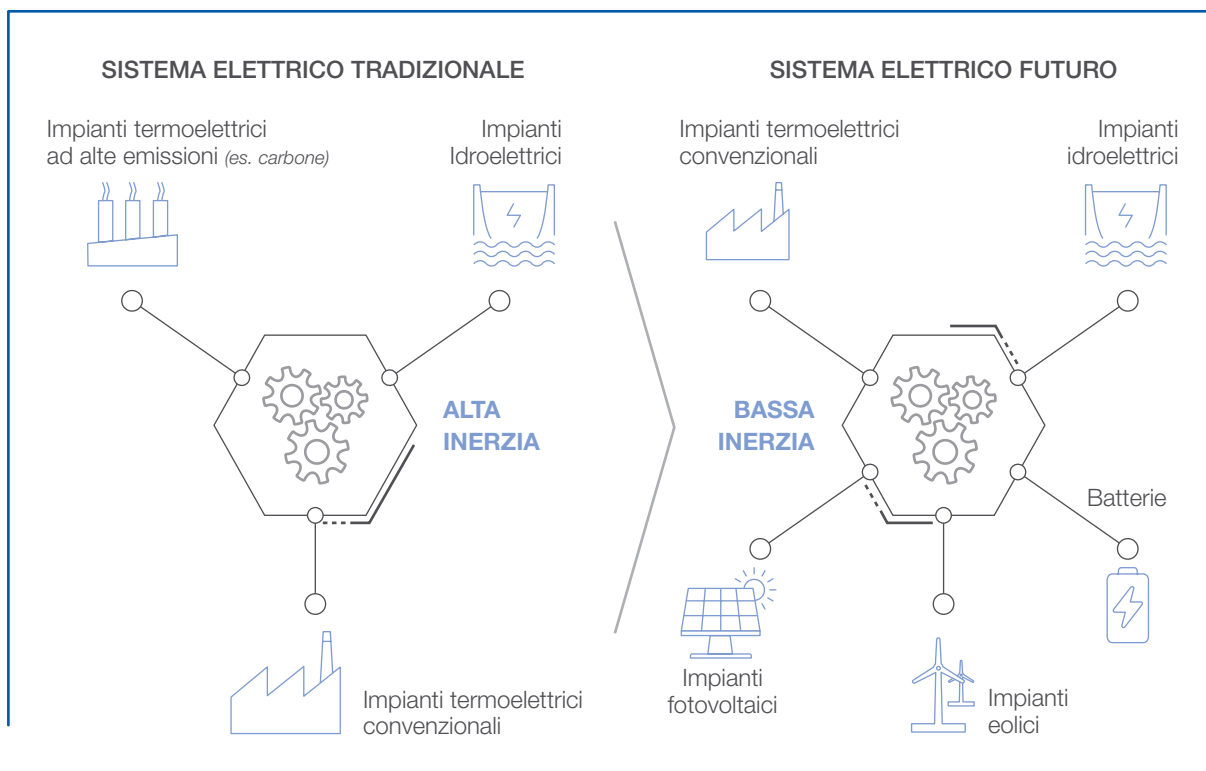 SISTEMA ELETTRICO TRADIZIONALE
Impianti termoelettrici
ad alte emissioni (es. carbone)
Impianti
Idroelettrici
ALTA
INERZIA
Impianti termoelettrici
convenzionali
SISTEMA ELETTRICO FUTURO
Impianti termoelettrici
convenzionali
Impianti
idroelettrici
BASSA
INERZIA
Batterie
Impianti
fotovoltaici
Impianti
eolici